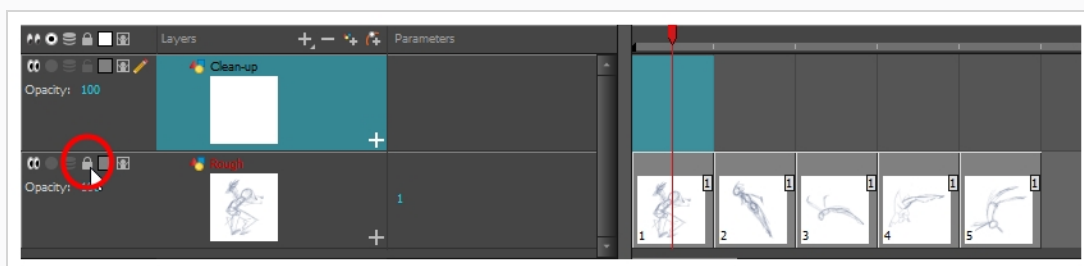 Layers Parameters
Clean-up
Opacity: 100
Rough
Opacity:
1
1 1 1 1 1
1 2 3 4 5